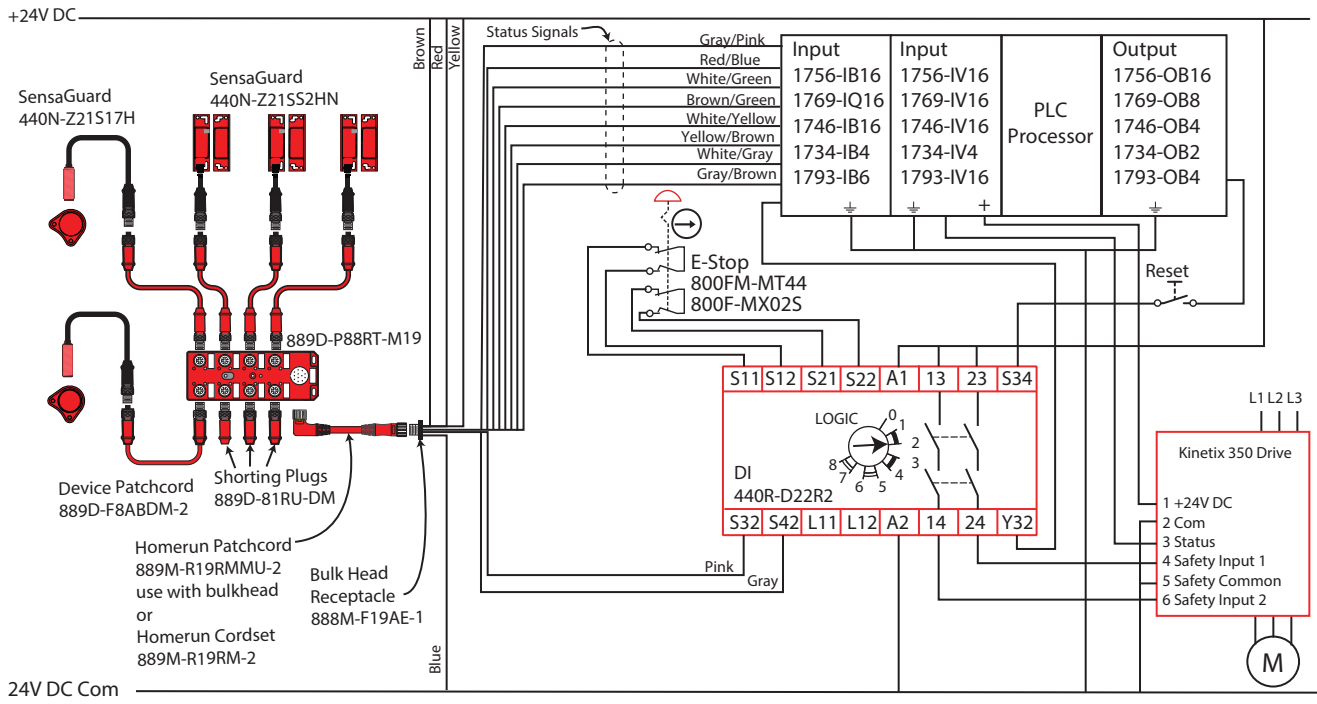 +24V DC
Brown
Red
Yellow
Status Signals
SensaGuard
440N-Z21S17H
SensaGuard
440N-Z21SS2HN
Gray/Pink
Red/Blue
White/Green
Brown/Green
White/Yellow
Yellow/Brown
White/Gray
Gray/Brown
Input
1756-IB16
1769-IQ16
1746-IB16
1734-IB4
1793-IB6
Input
1756-IV16
1769-IV16
1746-IV16
1734-IV4
1793-IV16
+
PLC
Processor
Output
1756-OB16
1769-OB8
1746-OB4
1734-OB2
1793-OB4
E-Stop
800FM-MT44
800F-MX02S
Reset
889D-P88RT-M19
S11 S12 S21 S22 A1 13 23 S34
LOGIC
0
1
2
3
4
5
6
7
8
DI
440R-D22R2
S32 S42 L11 L12 A2 14 24 Y32
L1 L2 L3
Kinetix 350 Drive
1 +24V DC
2 Com
3 Status
4 Safety Input 1
5 Safety Common
6 Safety Input 2
M
Device Patchcord
889D-F8ABDM-2
Shorting Plugs
889D-81RU-DM
Homerun Patchcord
889M-R19RMMU-2
use with bulkhead
or
Homerun Cordset
889M-R19RM-2
Bulk Head
Receptacle
888M-F19AE-1
Pink
Gray
Blue
24V DC Com